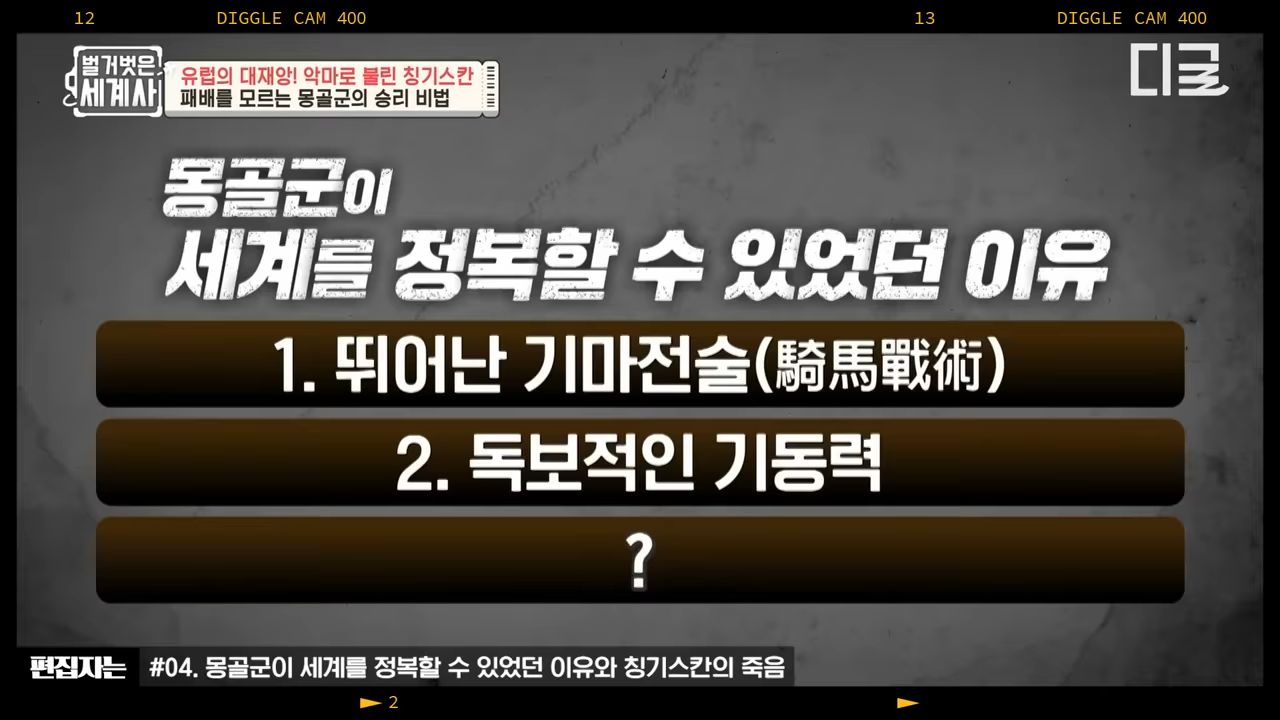 12 DIGGLE CAM 400 13 DIGGLE CAM 400
벌거벗은
세계사
유럽의 대재앙! 악마로 불린 칭기스칸
패배를 모르는 몽골군의 승리 비법
디글
몽골군이
세계를 정복할 수 있었던 이유
1. 뛰어난 기마전술(騎馬戰術)
2. 독보적인 기동력
?
편집자는 #04. 몽골군이 세계를 정복할 수 있었던 이유와 칭기스칸의 죽음
2